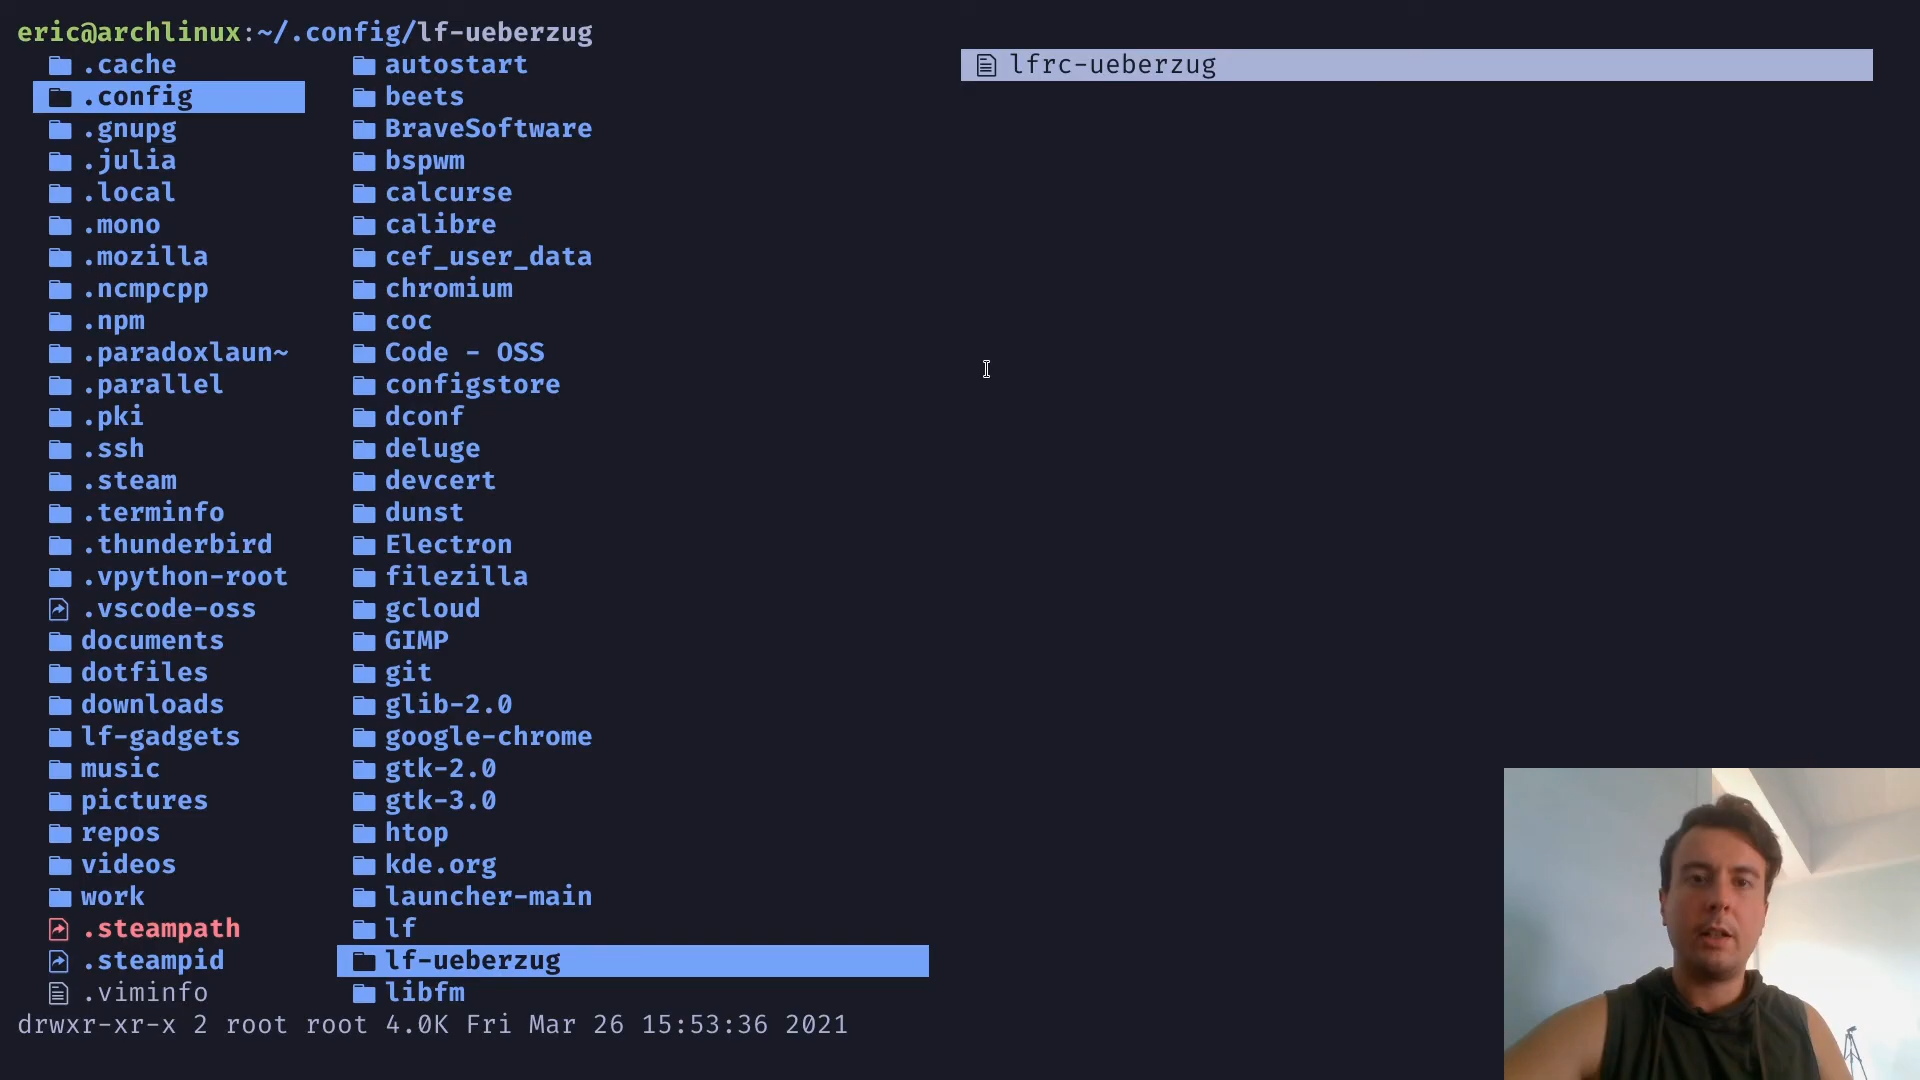 eric@archlinux:~/.config/lf-ueberzug
.cache
.config
.gnupg
.julia
.local
.mono
.mozilla
.ncmpcpp
.npm
.paradoxlaun~
.parallel
.pki
.ssh
.steam
.terminfo
.thunderbird
.vpython-root
.vscode-oss
documents
dotfiles
downloads
lf-gadgets
music
pictures
repos
videos
work
.steampath
.steampid
.viminfo
autostart
beets
BraveSoftware
bspwm
calcurse
calibre
cef_user_data
chromium
coc
Code - OSS
configstore
dconf
deluge
devcert
dunst
Electron
filezilla
gcloud
GIMP
git
glib-2.0
google-chrome
gtk-2.0
gtk-3.0
htop
kde.org
launcher-main
lf
lf-ueberzug
libfm
lfrc-ueberzug
drwxr-xr-x 2 root root 4.0K Fri Mar 26 15:53:36 2021